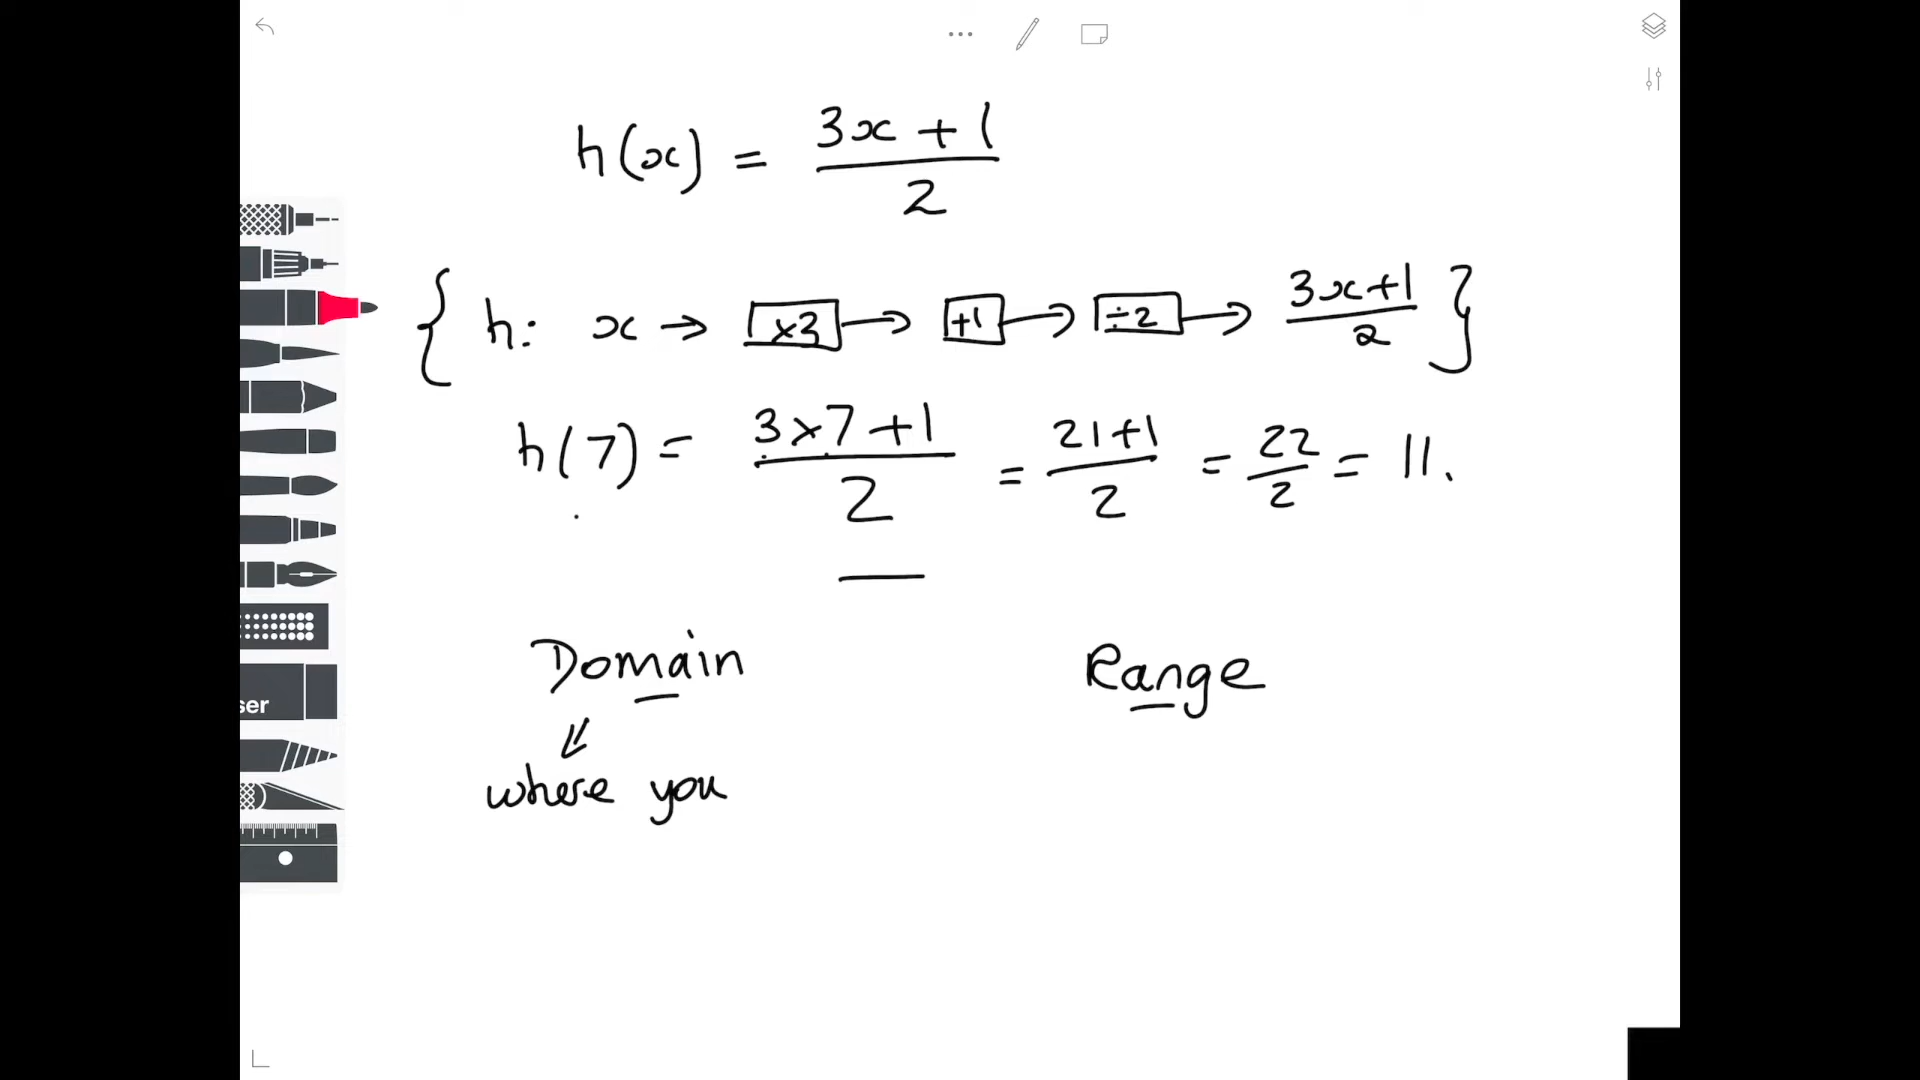 h(x) = (3x + 1)/2
{ h: x → ×3 → +1 → ÷2 → (3x+1)/2 }
h(7) = (3×7+1)/2 = (21+1)/2 = 22/2 = 11.
Domain Range
where you
ser